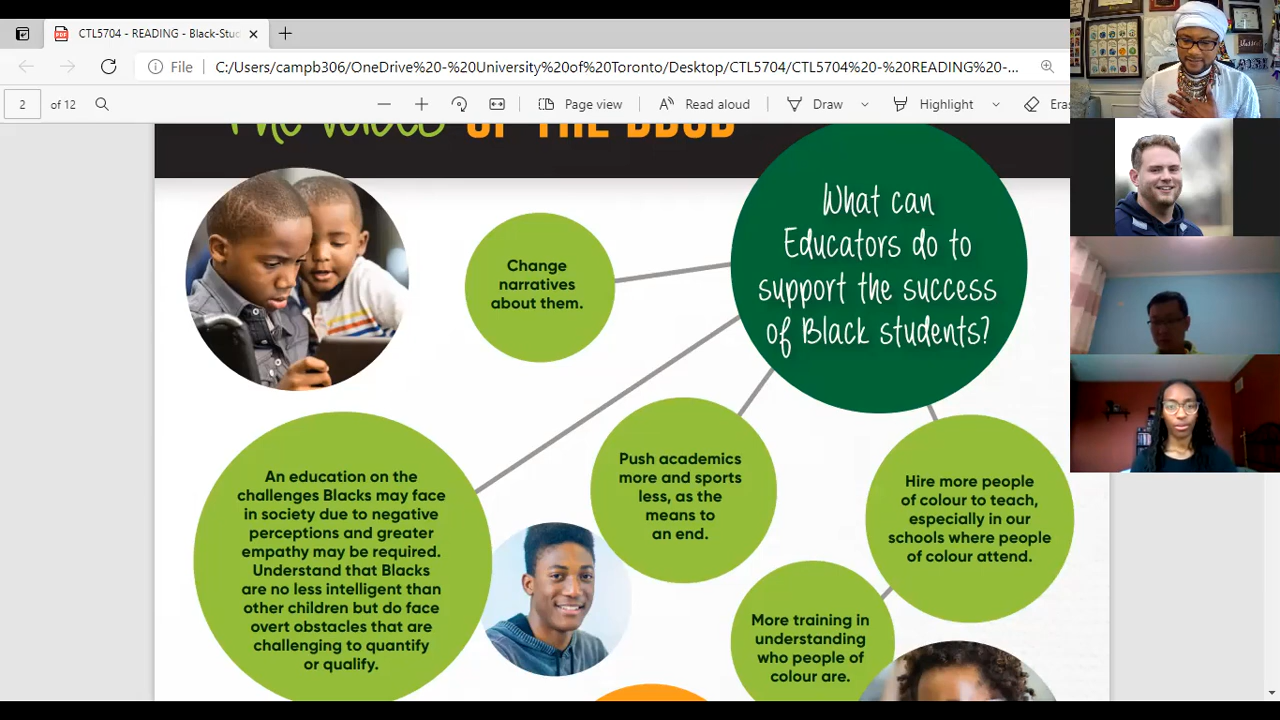 CTL5704 - READING - Black-Stu
File
C:/Users/campb306/OneDrive%20-%20University%20of%20Toronto/Desktop/CTL5704/CTL5704%20-%20READING%20-...
2 of 12
Page view
Read aloud
Draw
Highlight
Eras
The Voices OF THE
What can
Educators do to
support the success
of Black students?
Change
narratives
about them.
An education on the
challenges Blacks may face
in society due to negative
perceptions and greater
empathy may be required.
Understand that Blacks
are no less intelligent than
other children but do face
overt obstacles that are
challenging to quantify
or qualify.
Push academics
more and sports
less, as the
means to
an end.
Hire more people
of colour to teach,
especially in our
schools where people
of colour attend.
More training in
understanding
who people of
colour are.